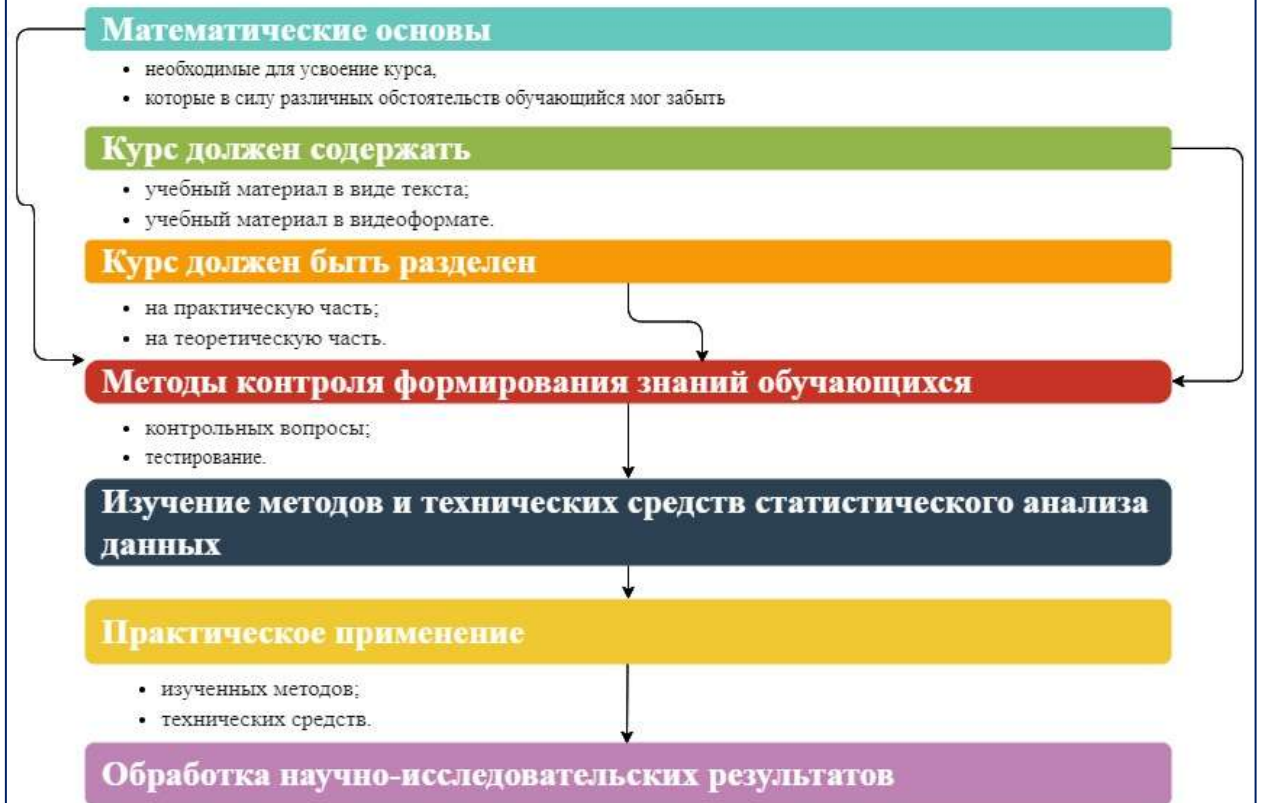 Математические основы
• необходимые для усвоение курса,
• которые в силу различных обстоятельств обучающийся мог забыть
Курс должен содержать
• учебный материал в виде текста;
• учебный материал в видеоформате.
Курс должен быть разделен
• на практическую часть;
• на теоретическую часть.
Методы контроля формирования знаний обучающихся
• контрольных вопросы;
• тестирование.
Изучение методов и технических средств статистического анализа
данных
Практическое применение
• изученных методов;
• технических средств.
Обработка научно-исследовательских результатов